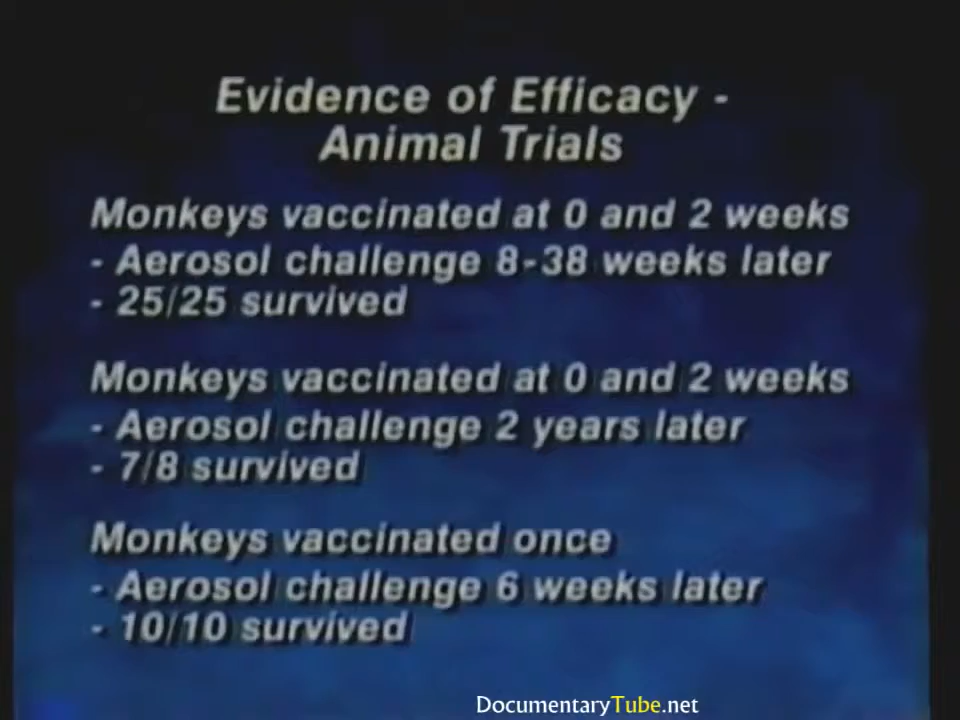 Evidence of Efficacy -
Animal Trials
Monkeys vaccinated at 0 and 2 weeks
- Aerosol challenge 8-38 weeks later
- 25/25 survived
Monkeys vaccinated at 0 and 2 weeks
- Aerosol challenge 2 years later
- 7/8 survived
Monkeys vaccinated once
- Aerosol challenge 6 weeks later
- 10/10 survived
DocumentaryTube.net